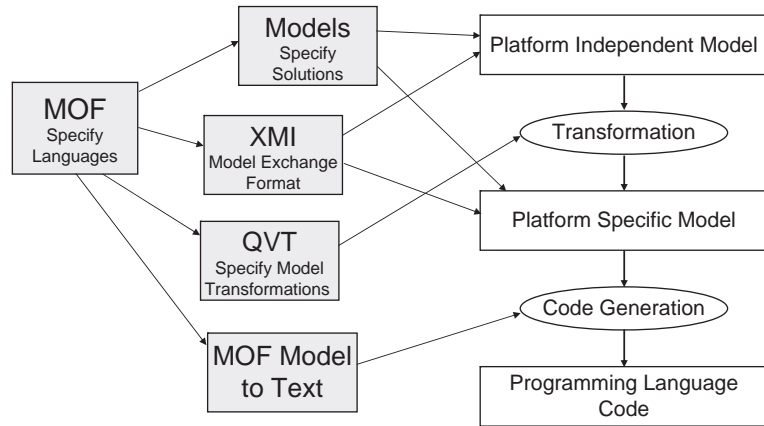 MOF
Specify
Languages
Models
Specify
Solutions
XMI
Model Exchange
Format
QVT
Specify Model
Transformations
MOF Model
to Text
Platform Independent Model
Transformation
Platform Specific Model
Code Generation
Programming Language
Code